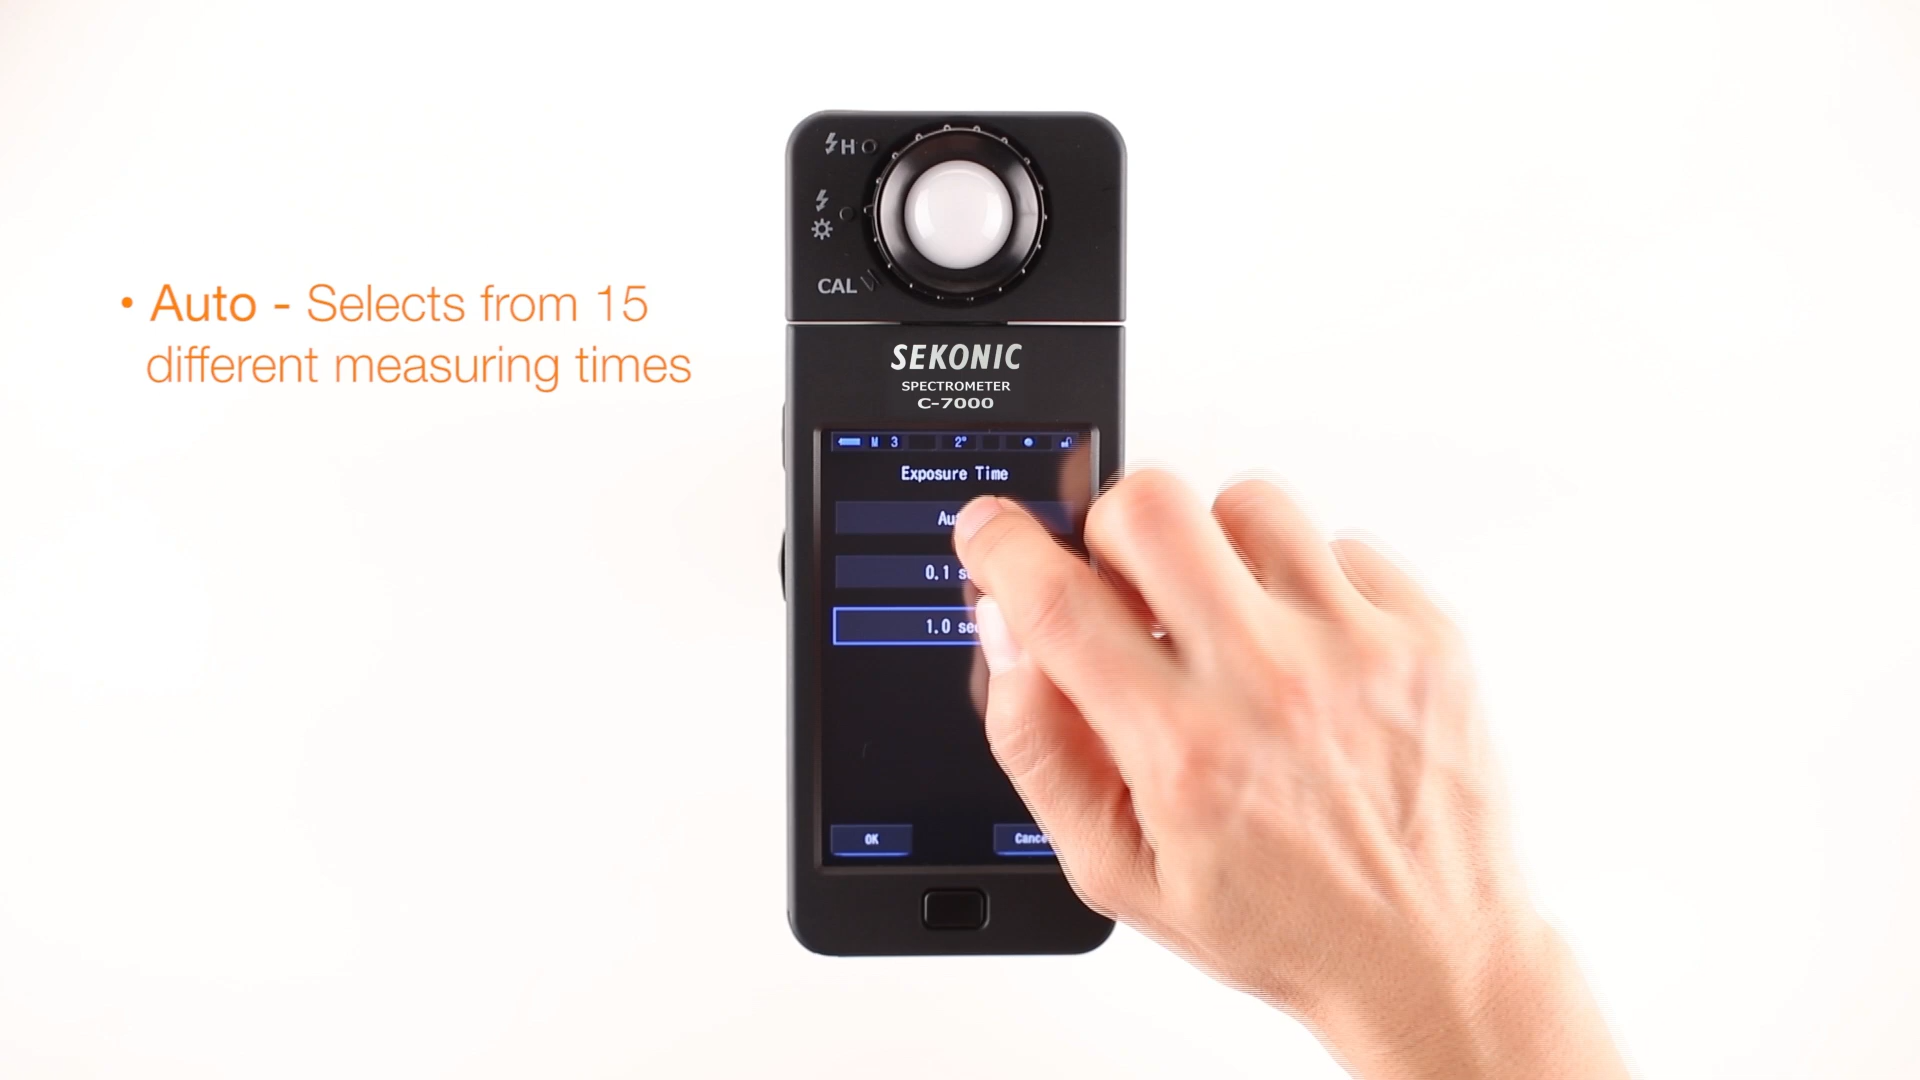 • Auto - Selects from 15
different measuring times
H
CAL
SEKONIC
SPECTROMETER
C-7000
M 3 2°
Exposure Time
0.1
1.0 sec
OK